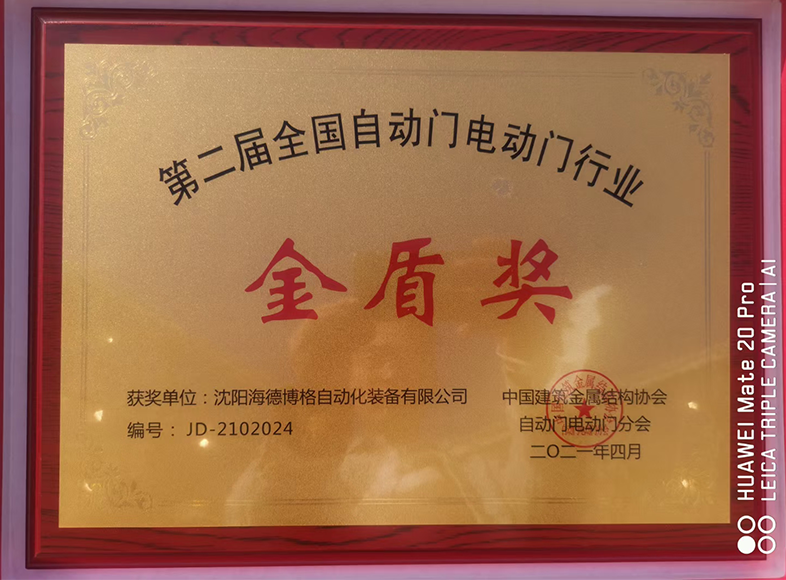 第二届全国自动门电动门行业
金盾奖
获奖单位：沈阳海德博格自动化装备有限公司
编号： JD-2102024
中国建筑金属结构协会
自动门电动门分会
二〇二一年四月
HUAWEI Mate 20 Pro
LEICA TRIPLE CAMERA | AI